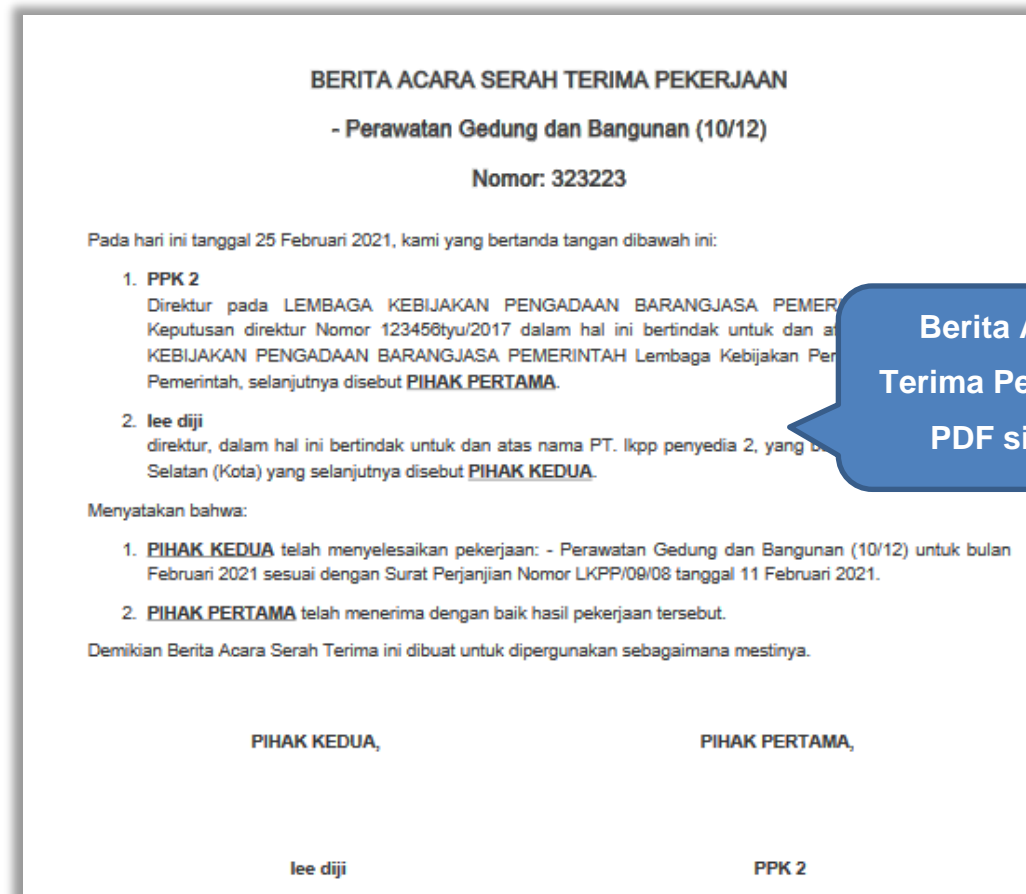 BERITA ACARA SERAH TERIMA PEKERJAAN
- Perawatan Gedung dan Bangunan (10/12)
Nomor: 323223
Pada hari ini tanggal 25 Februari 2021, kami yang bertanda tangan dibawah ini:
1. PPK 2
Direktur pada LEMBAGA KEBIJAKAN PENGADAAN BARANGJASA
Keputusan direktur Nomor 123456tyu/2017 dalam hal ini bertindak untuk dan
KEBIJAKAN PENGADAAN BARANGJASA PEMERINTAH Lembaga Kebijakan
Pemerintah, selanjutnya disebut PIHAK PERTAMA.
2. lee diji
direktur, dalam hal ini bertindak untuk dan atas nama PT. lkpp penyedia 2, yang
Selatan (Kota) yang selanjutnya disebut PIHAK KEDUA.
Berita
Terima
PDF
Menyatakan bahwa:
1. PIHAK KEDUA telah menyelesaikan pekerjaan: - Perawatan Gedung dan Bangunan (10/12) untuk bulan
Februari 2021 sesuai dengan Surat Perjanjian Nomor LKPP/09/08 tanggal 11 Februari 2021.
2. PIHAK PERTAMA telah menerima dengan baik hasil pekerjaan tersebut.
Demikian Berita Acara Serah Terima ini dibuat untuk dipergunakan sebagaimana mestinya.
PIHAK KEDUA, PIHAK PERTAMA,
lee diji PPK 2